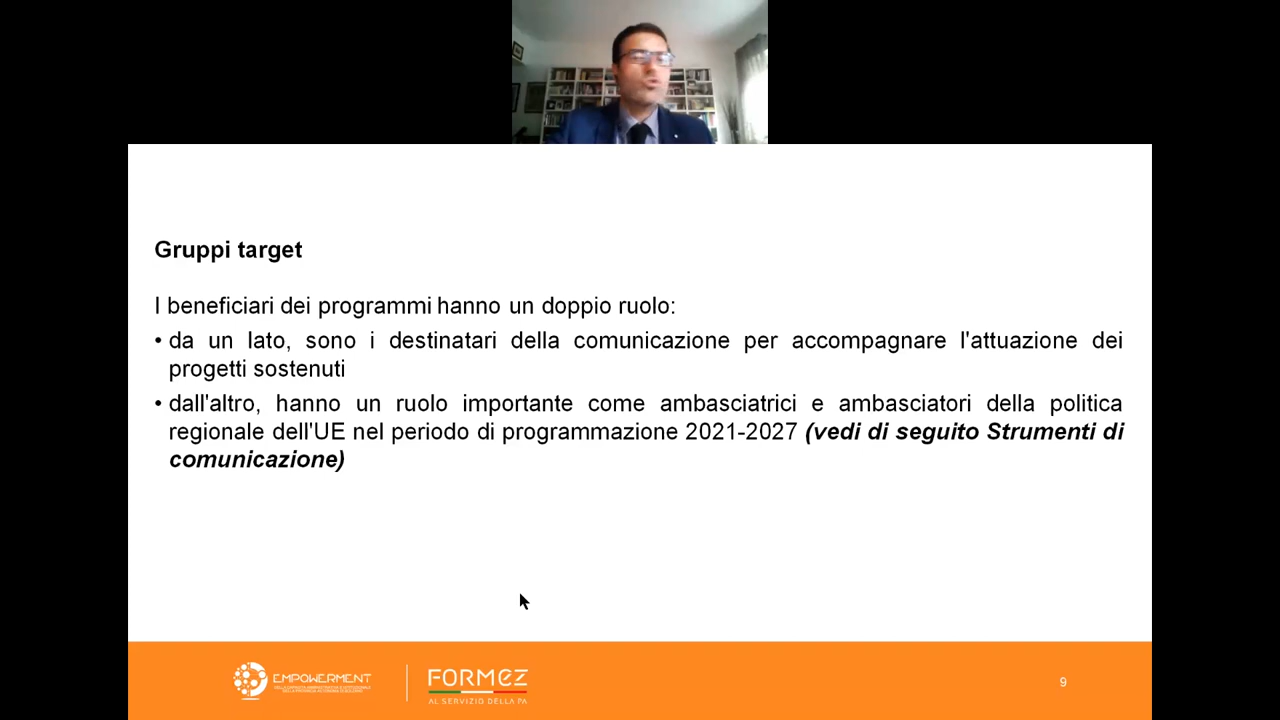 Gruppi target
I beneficiari dei programmi hanno un doppio ruolo:
• da un lato, sono i destinatari della comunicazione per accompagnare l'attuazione dei
progetti sostenuti
• dall'altro, hanno un ruolo importante come ambasciatrici e ambasciatori della politica
regionale dell'UE nel periodo di programmazione 2021-2027 (vedi di seguito Strumenti di
comunicazione)
EMPOWERMENT
FORMEZ
AL SERVIZIO DELLA PA
9